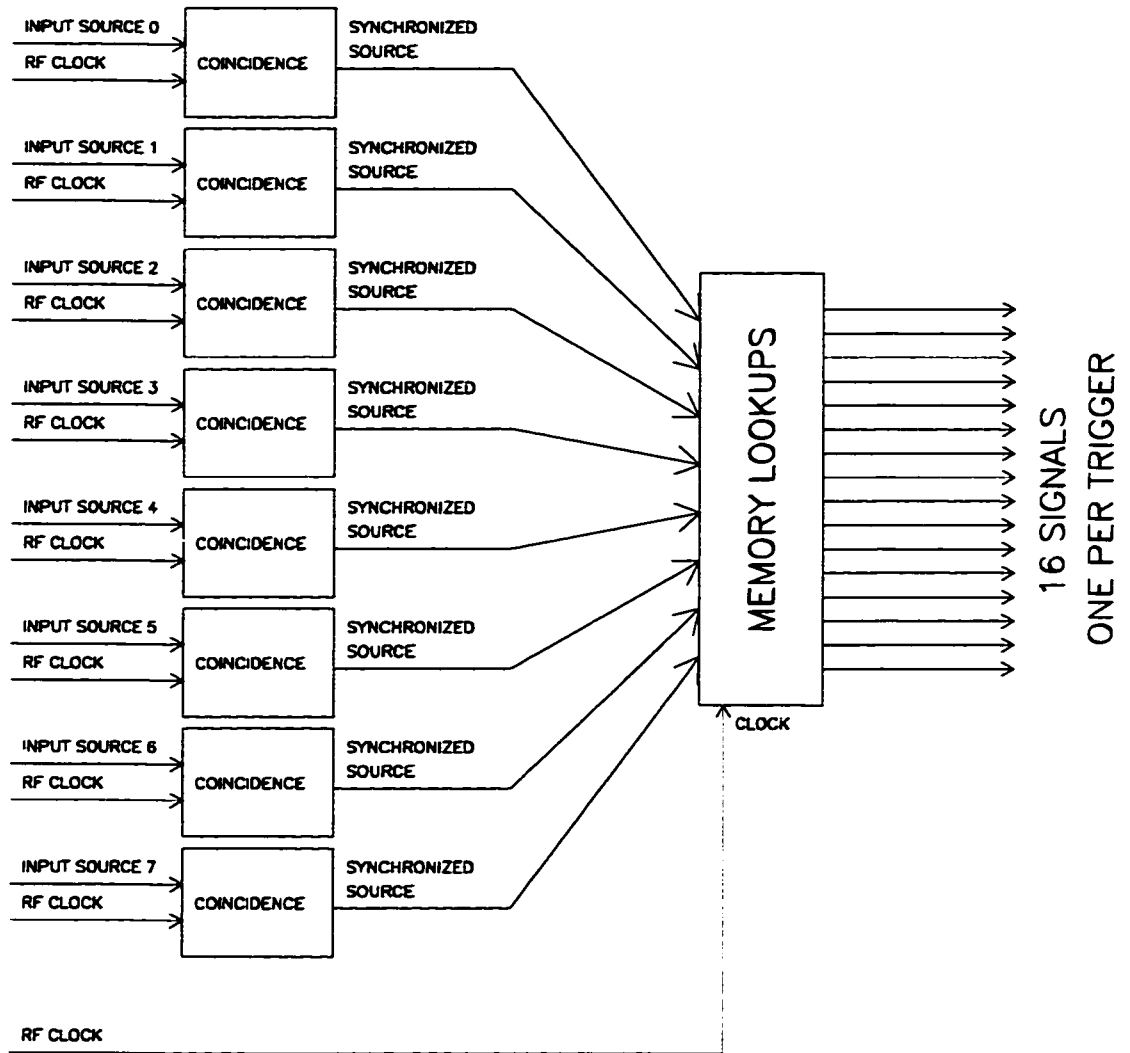 INPUT SOURCE 0
RF CLOCK
COINCIDENCE
SYNCHRONIZED
SOURCE
INPUT SOURCE 1
RF CLOCK
COINCIDENCE
SYNCHRONIZED
SOURCE
INPUT SOURCE 2
RF CLOCK
COINCIDENCE
SYNCHRONIZED
SOURCE
INPUT SOURCE 3
RF CLOCK
COINCIDENCE
SYNCHRONIZED
SOURCE
INPUT SOURCE 4
RF CLOCK
COINCIDENCE
SYNCHRONIZED
SOURCE
INPUT SOURCE 5
RF CLOCK
COINCIDENCE
SYNCHRONIZED
SOURCE
INPUT SOURCE 6
RF CLOCK
COINCIDENCE
SYNCHRONIZED
SOURCE
INPUT SOURCE 7
RF CLOCK
COINCIDENCE
SYNCHRONIZED
SOURCE
RF CLOCK
MEMORY LOOKUPS
CLOCK
16 SIGNALS
ONE PER TRIGGER